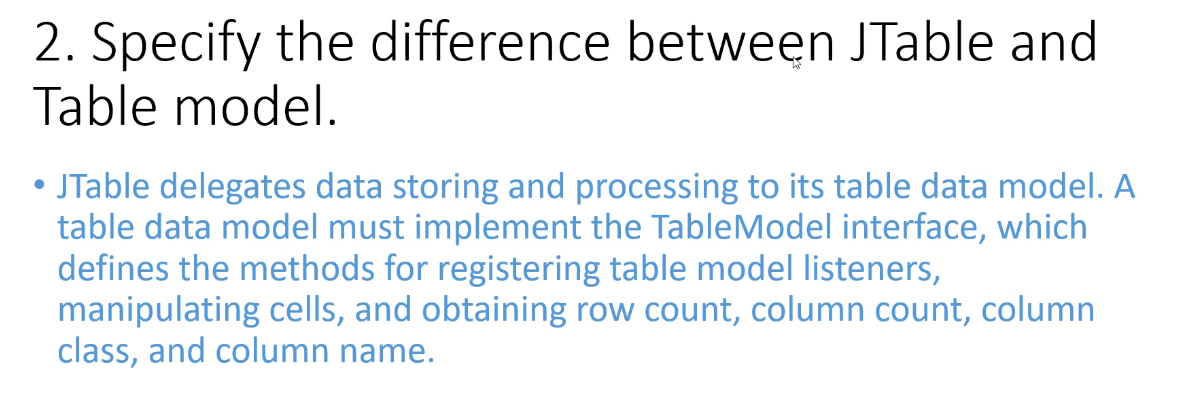 2. Specify the difference between JTable and
Table model.
• JTable delegates data storing and processing to its table data model. A
table data model must implement the TableModel interface, which
defines the methods for registering table model listeners,
manipulating cells, and obtaining row count, column count, column
class, and column name.